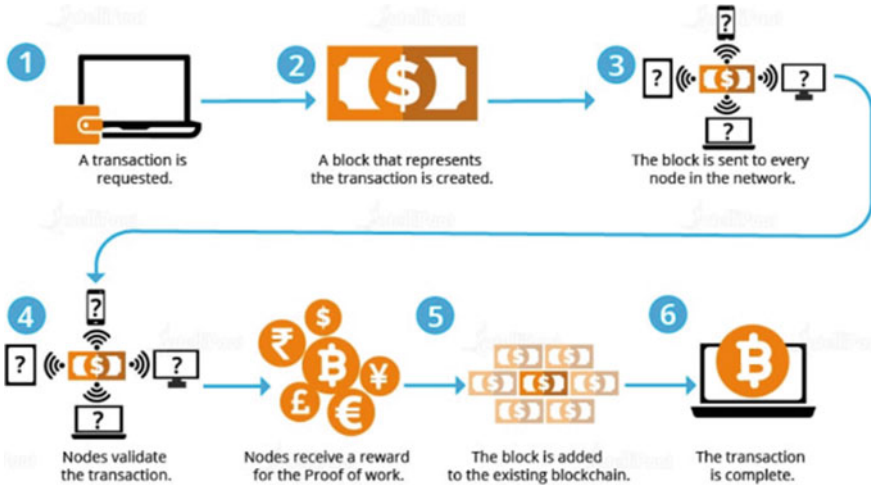 1
2
3
A transaction is
requested.
A block that represents
the transaction is created.
The block is sent to every
node in the network.
4
5
6
Nodes validate
the transaction.
Nodes receive a reward
for the Proof of work.
The block is added
to the existing blockchain.
The transaction
is complete.